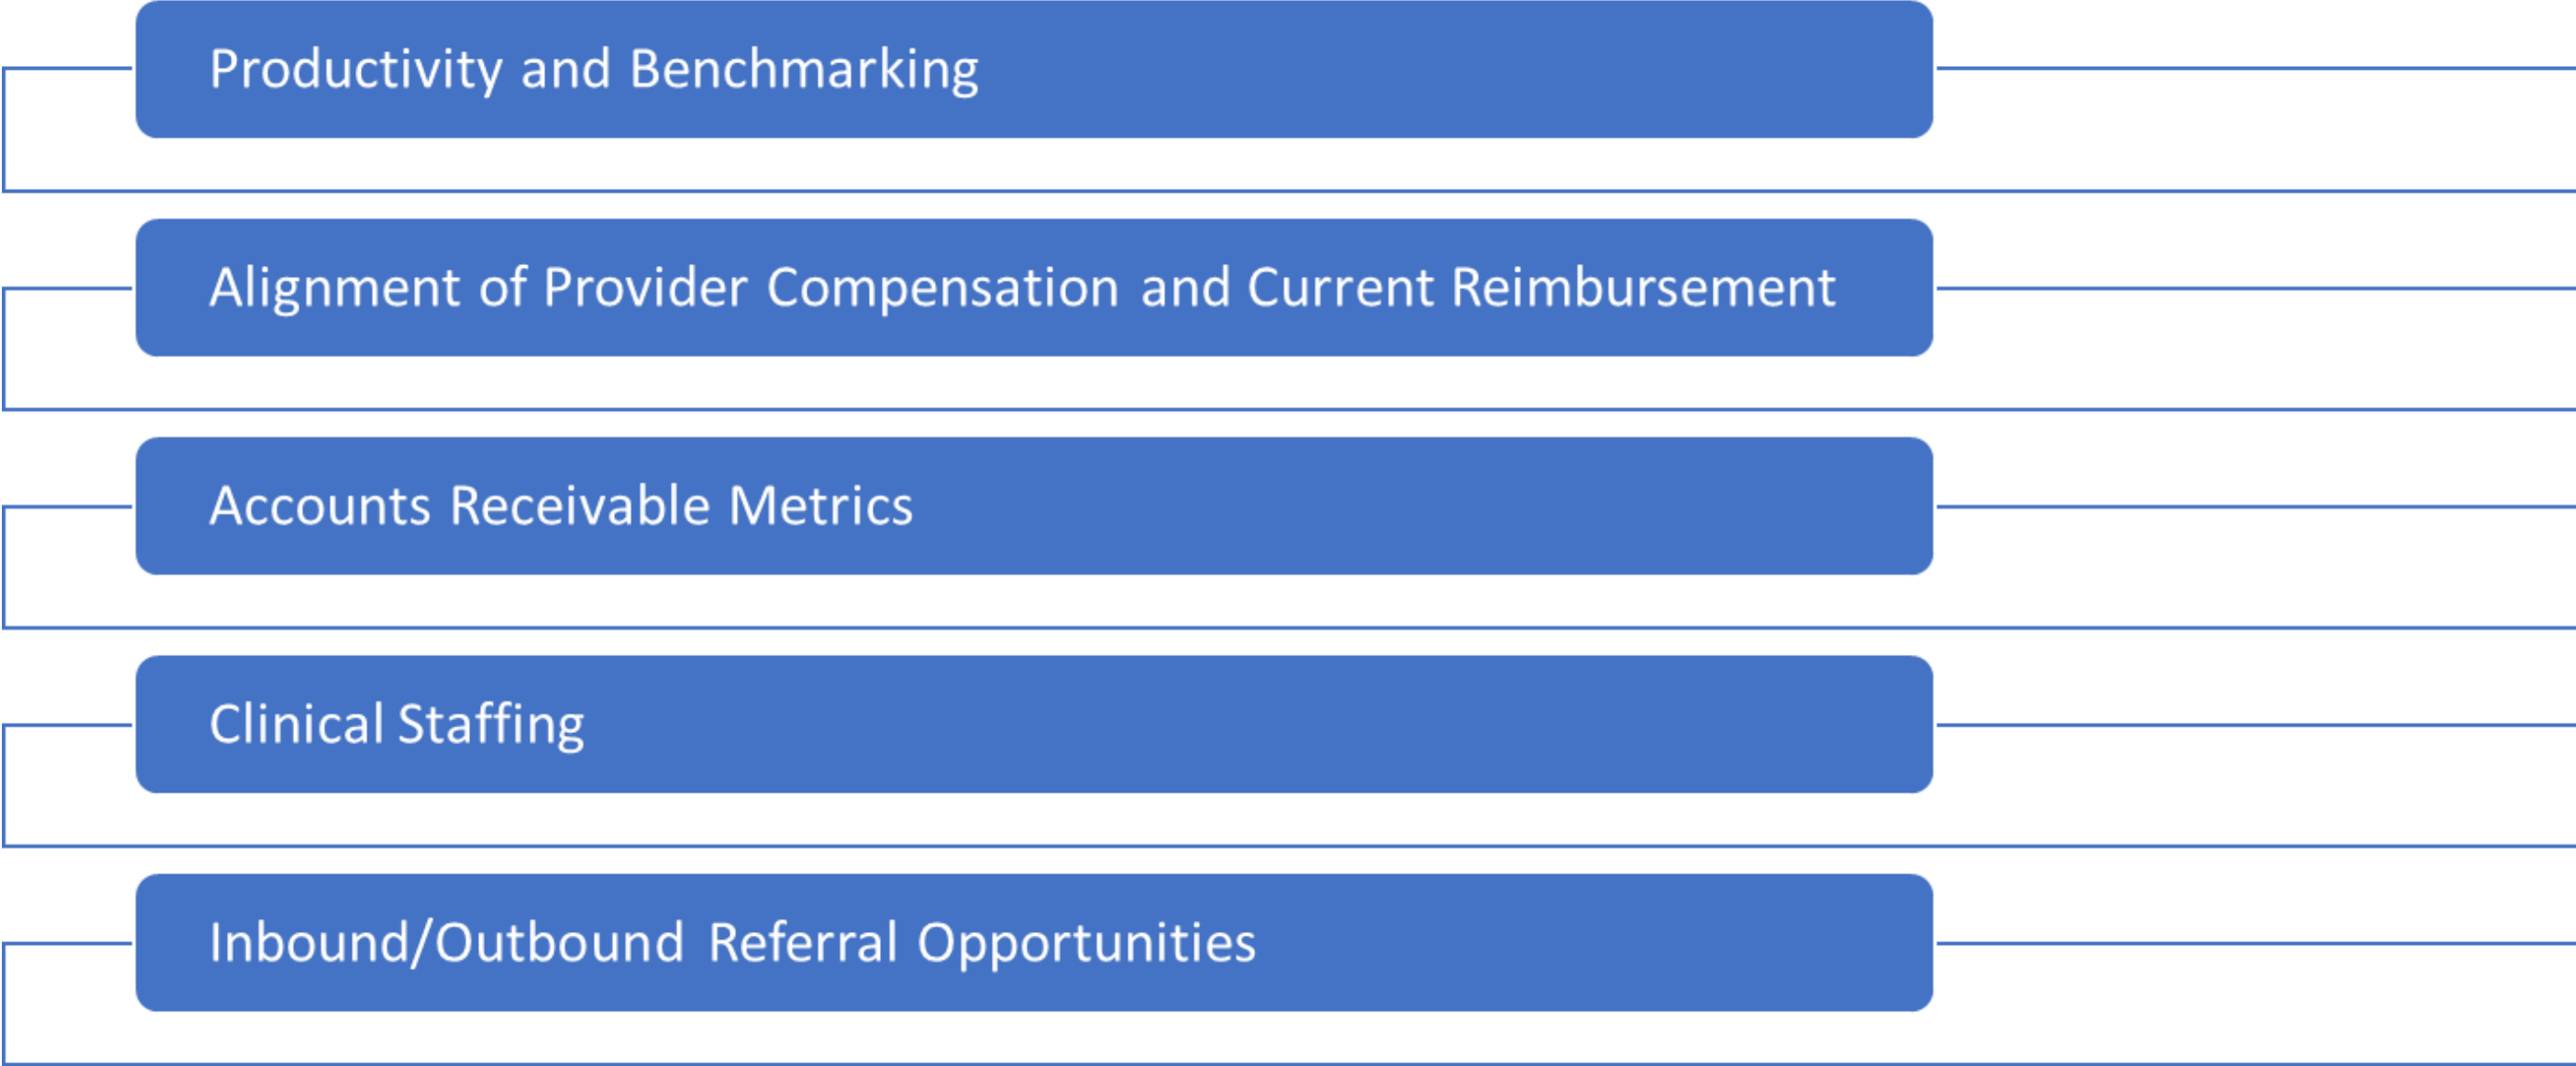 Productivity and Benchmarking
Alignment of Provider Compensation and Current Reimbursement
Accounts Receivable Metrics
Clinical Staffing
Inbound/Outbound Referral Opportunities